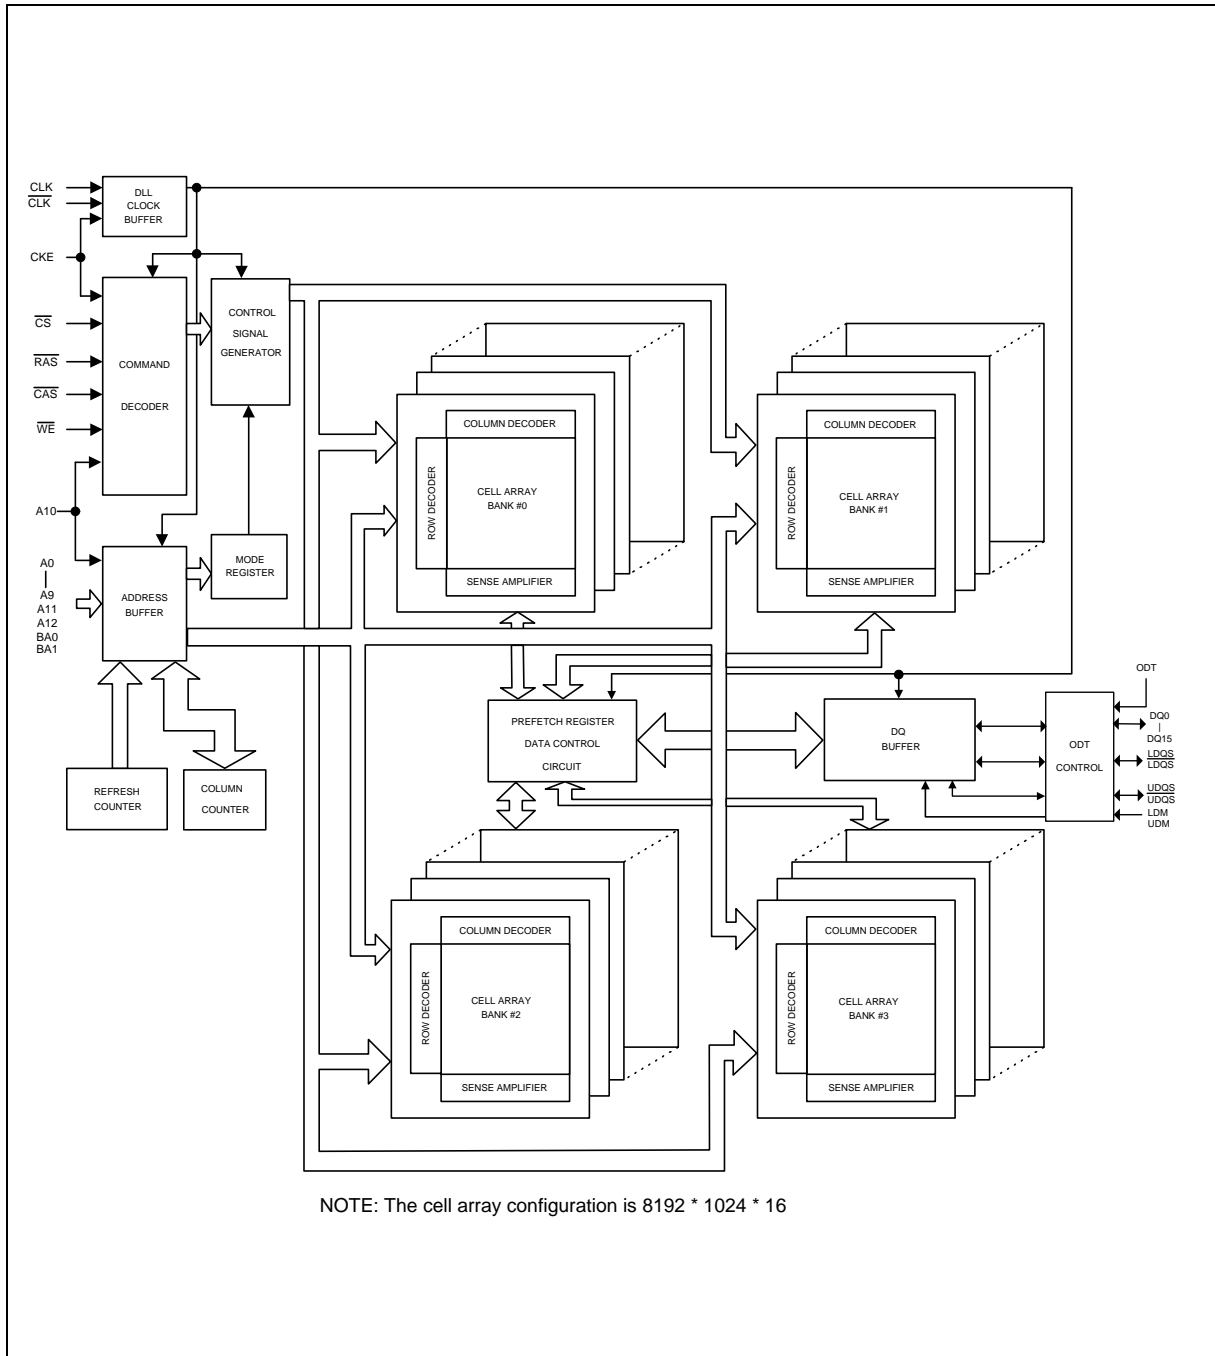 CLK
CLK
DLL
CLOCK
BUFFER
CKE
CS
RAS
CAS
WE
COMMAND
DECODER
CONTROL
SIGNAL
GENERATOR
A10
A0
A9
A11
A12
BA0
BA1
ADDRESS
BUFFER
MODE
REGISTER
REFRESH
COUNTER
COLUMN
COUNTER
COLUMN DECODER
ROW DECODER
CELL ARRAY
BANK #0
SENSE AMPLIFIER
COLUMN DECODER
ROW DECODER
CELL ARRAY
BANK #1
SENSE AMPLIFIER
PREFETCH REGISTER
DATA CONTROL
CIRCUIT
DQ
BUFFER
ODT
CONTROL
ODT
DQ0
DQ15
LDQS
LDQS
UDQS
UDQS
LDM
UDM
COLUMN DECODER
ROW DECODER
CELL ARRAY
BANK #2
SENSE AMPLIFIER
COLUMN DECODER
ROW DECODER
CELL ARRAY
BANK #3
SENSE AMPLIFIER
NOTE: The cell array configuration is 8192 * 1024 * 16